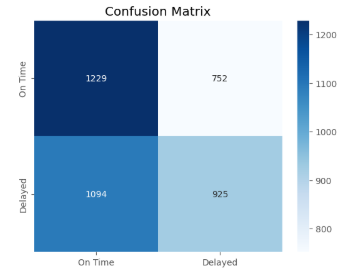 Confusion Matrix
On Time
1229
752
Delayed
1094
925
On Time
Delayed
1200
1100
1000
900
800